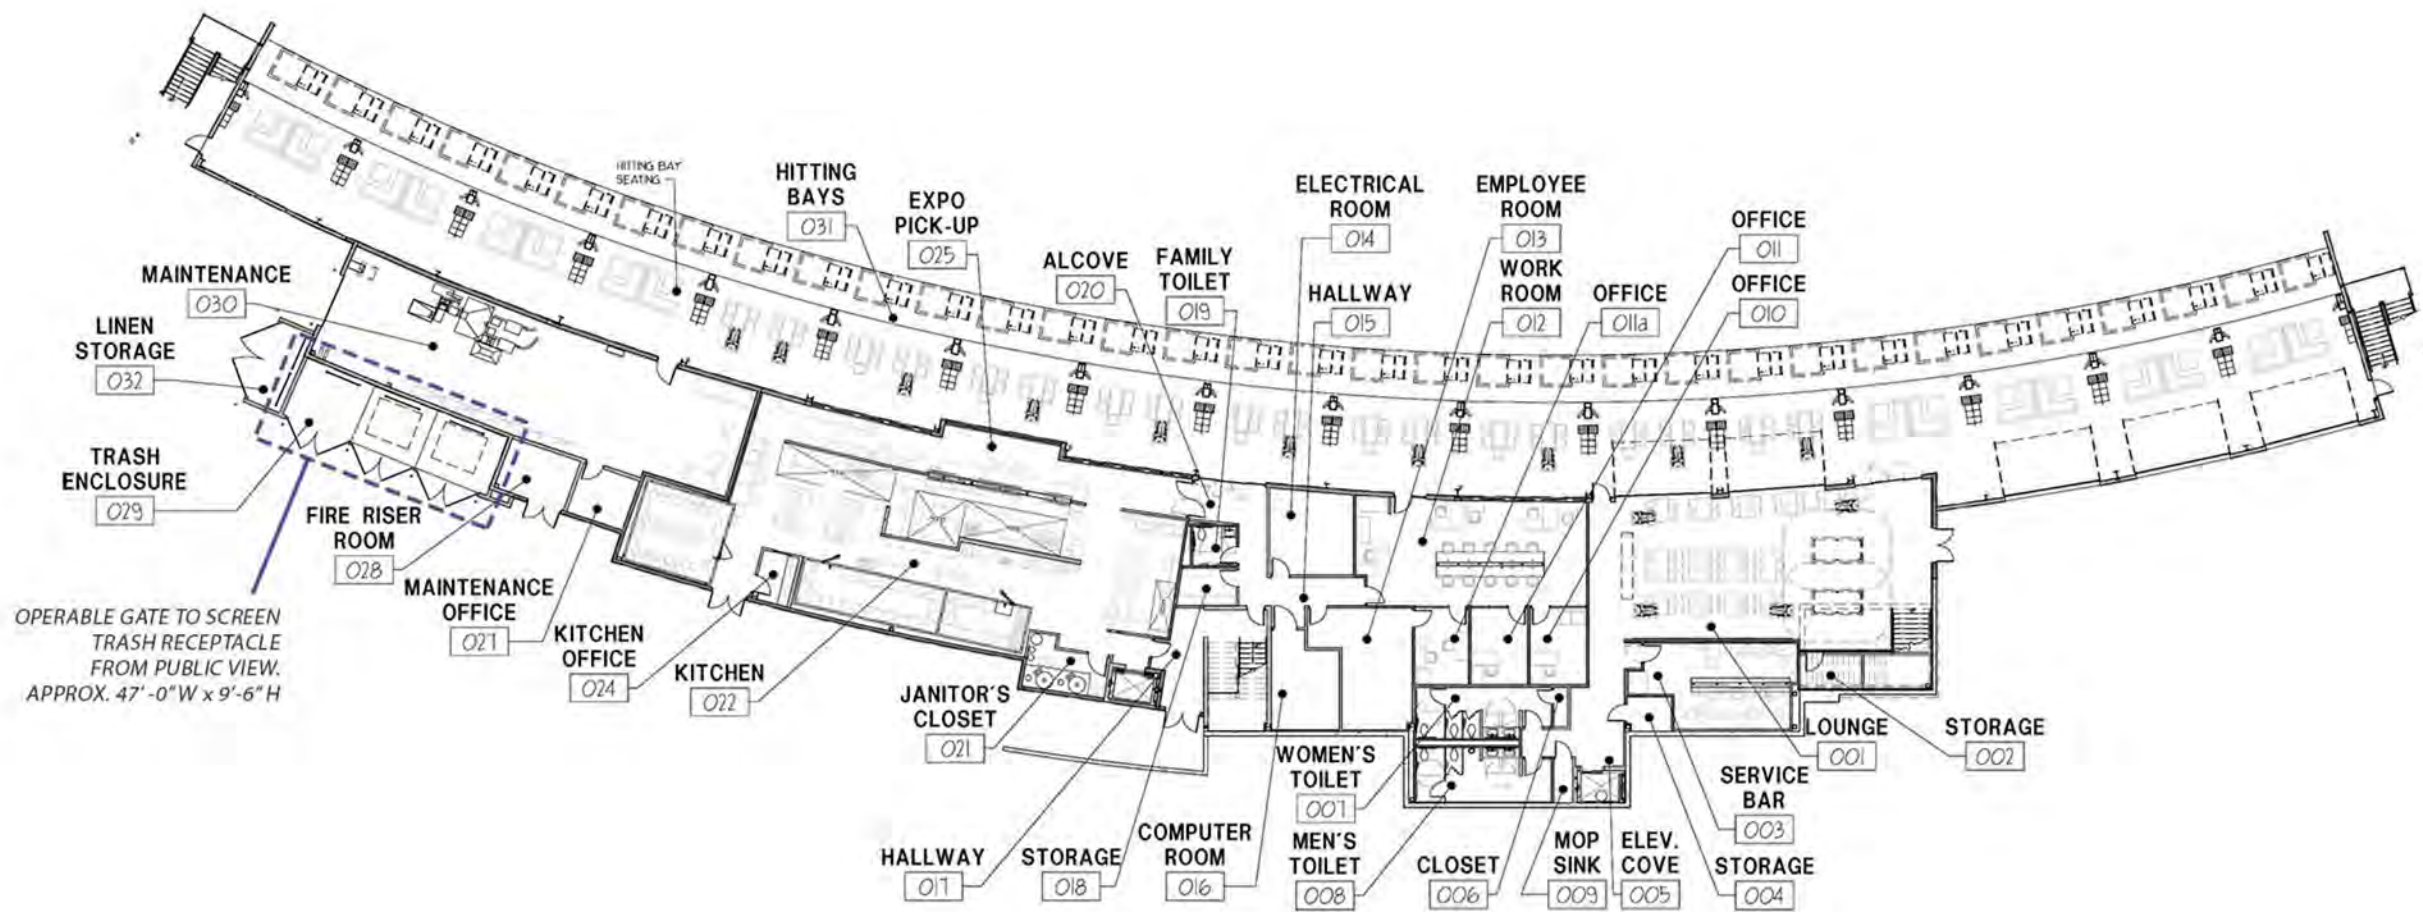 HITTING BAY
SEATING
HITTING
BAYS
031
EXPO
PICK-UP
025
ALCOVE
020
FAMILY
TOILET
019
ELECTRICAL
ROOM
014
HALLWAY
015
EMPLOYEE
ROOM
013
WORK
ROOM
012
OFFICE
011a
OFFICE
011
OFFICE
010
MAINTENANCE
030
LINEN
STORAGE
032
TRASH
ENCLOSURE
029
FIRE RISER
ROOM
028
MAINTENANCE
OFFICE
027
OPERABLE GATE TO SCREEN
TRASH RECEPTACLE
FROM PUBLIC VIEW.
APPROX. 47'-0"W x 9'-6"H
KITCHEN
OFFICE
024
KITCHEN
022
JANITOR'S
CLOSET
021
HALLWAY
017
STORAGE
018
COMPUTER
ROOM
016
WOMEN'S
TOILET
007
MEN'S
TOILET
008
CLOSET
006
MOP
SINK
009
ELEV.
COVE
005
STORAGE
004
SERVICE
BAR
003
LOUNGE
001
STORAGE
002